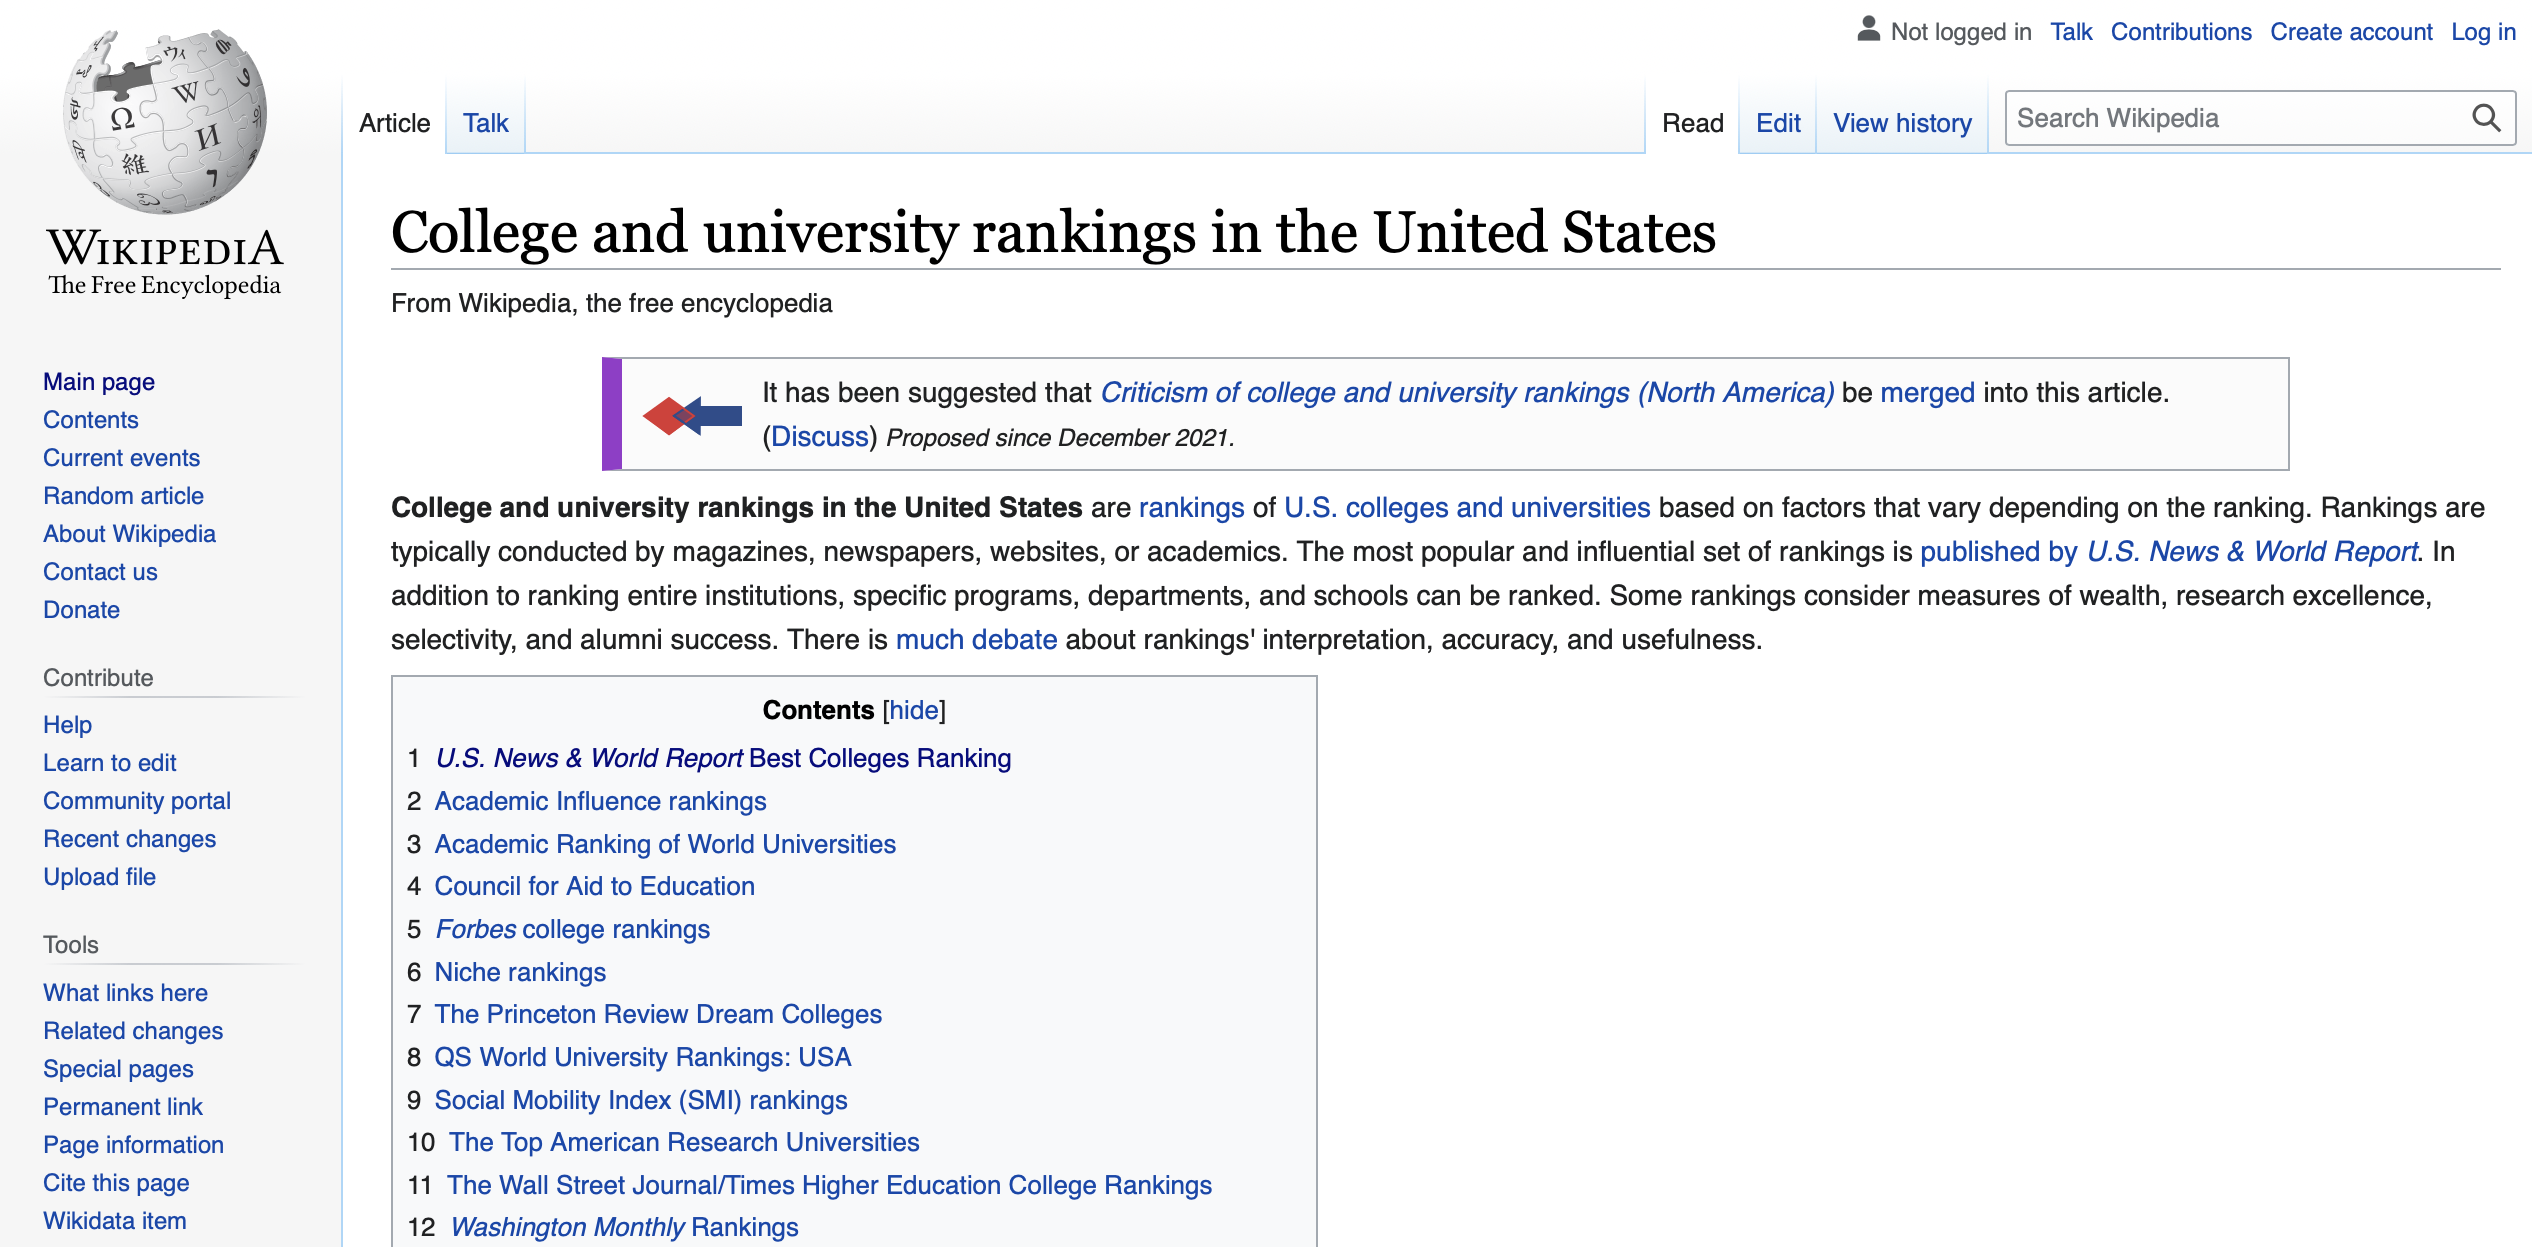 Not logged in Talk Contributions Create account Log in
Article Talk Read Edit View history Search Wikipedia
WIKIPEDIA
The Free Encyclopedia
Main page
Contents
Current events
Random article
About Wikipedia
Contact us
Donate
Contribute
Help
Learn to edit
Community portal
Recent changes
Upload file
Tools
What links here
Related changes
Special pages
Permanent link
Page information
Cite this page
Wikidata item
College and university rankings in the United States
From Wikipedia, the free encyclopedia
It has been suggested that Criticism of college and university rankings (North America) be merged into this article.
(Discuss) Proposed since December 2021.
College and university rankings in the United States are rankings of U.S. colleges and universities based on factors that vary depending on the ranking. Rankings are
typically conducted by magazines, newspapers, websites, or academics. The most popular and influential set of rankings is published by U.S. News & World Report. In
addition to ranking entire institutions, specific programs, departments, and schools can be ranked. Some rankings consider measures of wealth, research excellence,
selectivity, and alumni success. There is much debate about rankings' interpretation, accuracy, and usefulness.
Contents [hide]
1 U.S. News & World Report Best Colleges Ranking
2 Academic Influence rankings
3 Academic Ranking of World Universities
4 Council for Aid to Education
5 Forbes college rankings
6 Niche rankings
7 The Princeton Review Dream Colleges
8 QS World University Rankings: USA
9 Social Mobility Index (SMI) rankings
10 The Top American Research Universities
11 The Wall Street Journal/Times Higher Education College Rankings
12 Washington Monthly Rankings